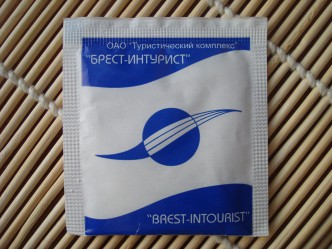 ОАО "Туристический комплекс"
"БРЕСТ-ИНТУРИСТ"
"BREST-INTOURIST"